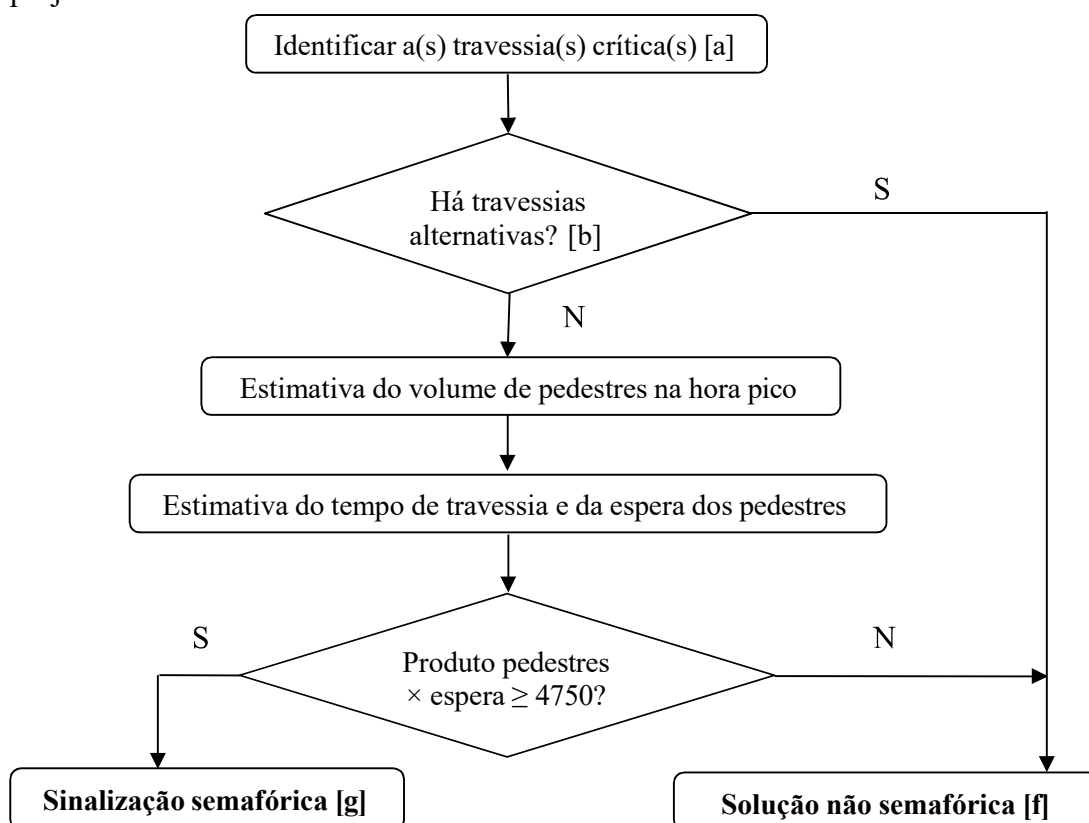 Identificar a(s) travessia(s) crítica(s) [a]
Há travessias
alternativas? [b]
S
N
Estimativa do volume de pedestres na hora pico
Estimativa do tempo de travessia e da espera dos pedestres
S
N
Produto pedestres
× espera ≥ 4750?
Sinalização semafórica [g]
Solução não semafórica [f]